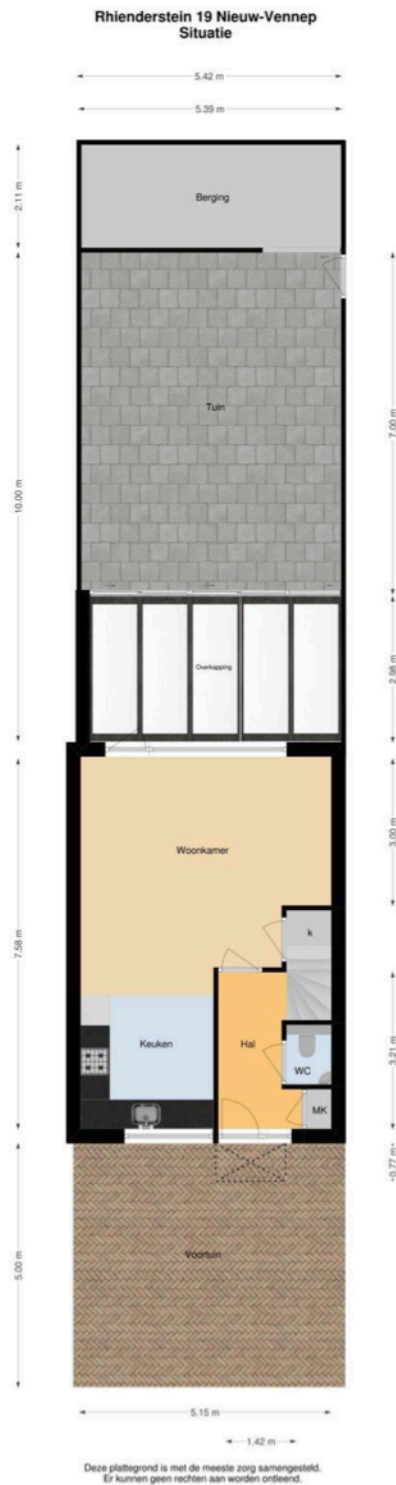 Rhienderstein 19 Nieuw-Vennep
Situatie
5.42 m
5.39 m
2.11 m
Berging
10.00 m
7.00 m
Tuin
Overkapping
2.98 m
Woonkamer
3.00 m
7.58 m
k
Keuken
Hal
3.21 m
WC
MK
0.77 m
Voortuin
5.00 m
5.15 m
1.42 m
Deze plattegrond is met de meeste zorg samengesteld.
Er kunnen geen rechten aan worden ontleend.